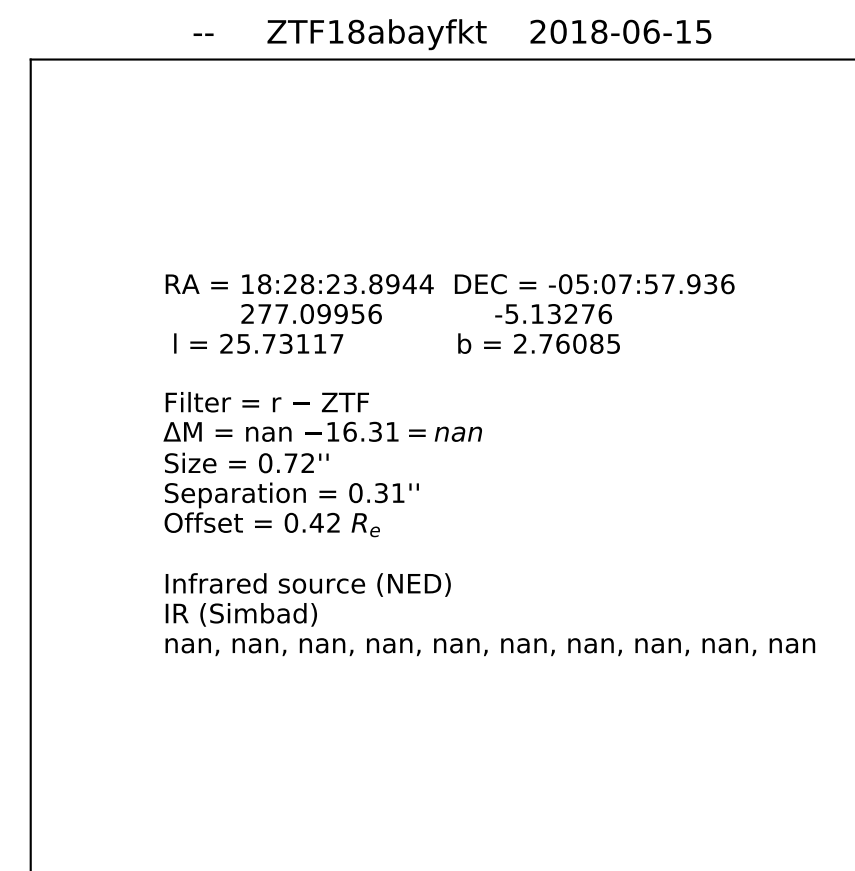 -- ZTF18abayfkt 2018-06-15
RA = 18:28:23.8944 DEC = -05:07:57.936
277.09956 -5.13276
l = 25.73117 b = 2.76085
Filter = r − ZTF
ΔM = nan −16.31 = nan
Size = 0.72''
Separation = 0.31''
Offset = 0.42 Re
Infrared source (NED)
IR (Simbad)
nan, nan, nan, nan, nan, nan, nan, nan, nan, nan